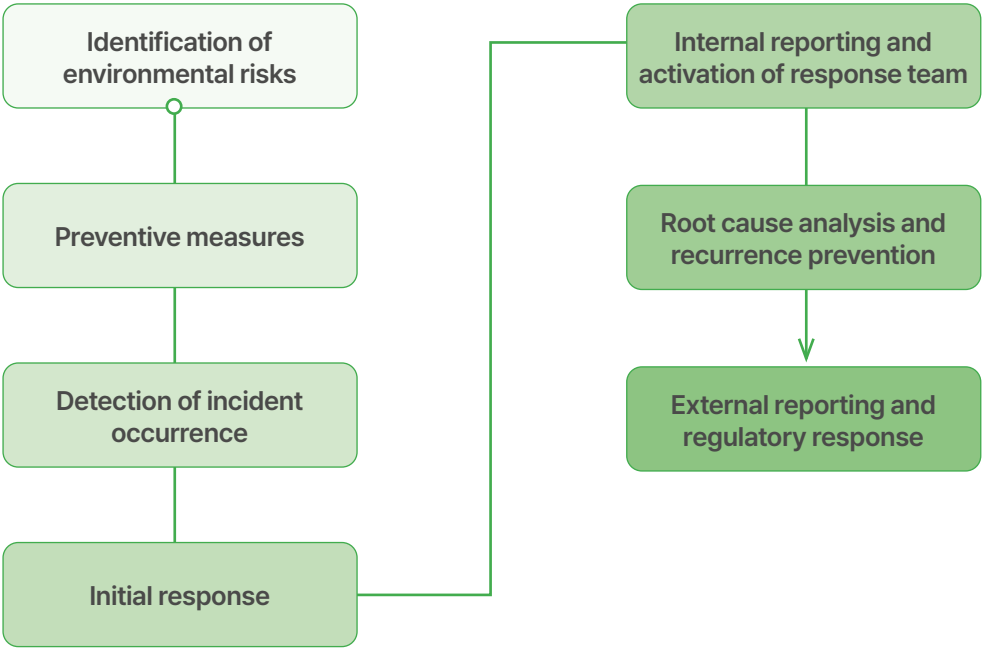 Identification of
environmental risks
Preventive measures
Detection of incident
occurrence
Initial response
Internal reporting and
activation of response team
Root cause analysis and
recurrence prevention
External reporting and
regulatory response